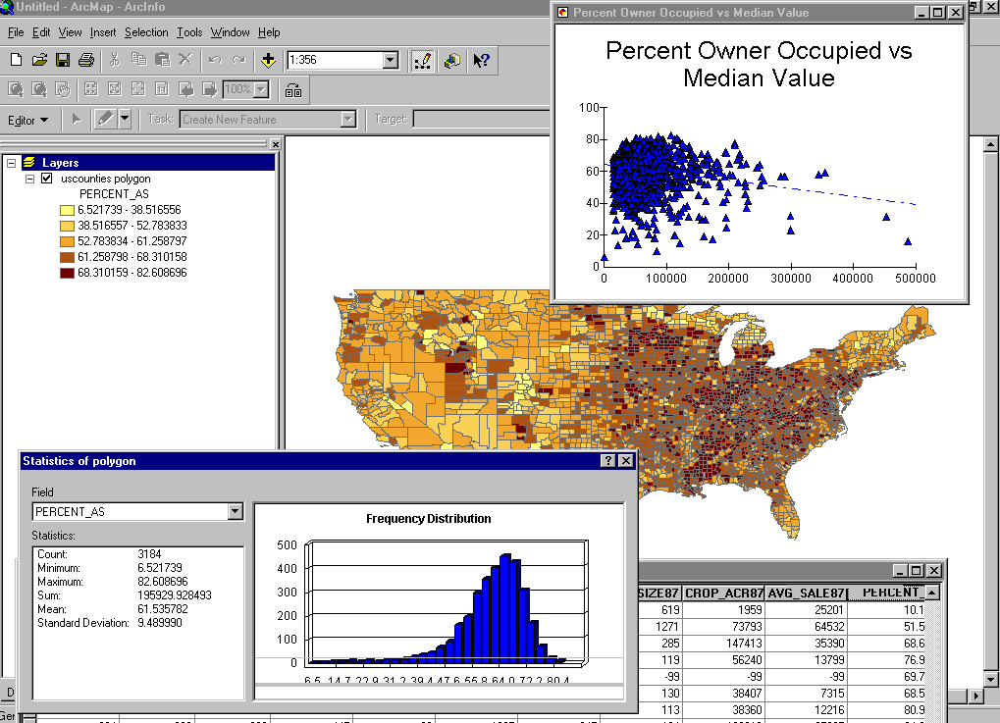 Untitled - ArcMap - ArcInfo
File Edit View Insert Selection Tools Window Help
1:356
100%
Editor Task: Create New Feature Target:
Layers
uscounties polygon
PERCENT_AS
6.521739 - 38.516556
38.516557 - 52.783833
52.783834 - 61.258797
61.258798 - 68.310158
68.310159 - 82.608696
Percent Owner Occupied vs Median Value
Percent Owner Occupied vs
Median Value
100
80
60
40
20
0
0 100000 200000 300000 400000 500000
Statistics of polygon
Field
PERCENT_AS
Statistics:
Count: 3184
Minimum: 6.521739
Maximum: 82.608696
Sum: 195929.928493
Mean: 61.535782
Standard Deviation: 9.489990
Frequency Distribution
500
400
300
200
100
0
6.5 14.7 22.9 31.2 39.4 47.6 55.8 64.0 72.2 80.4
SIZE87 CROP_ACR87 AVG_SALE87 PERCENT_
619 1959 25201 10.1
1271 73793 64532 51.5
285 147413 35390 68.6
119 56240 13799 76.9
-99 -99 -99 69.7
130 38407 7315 68.5
113 38360 12216 80.9